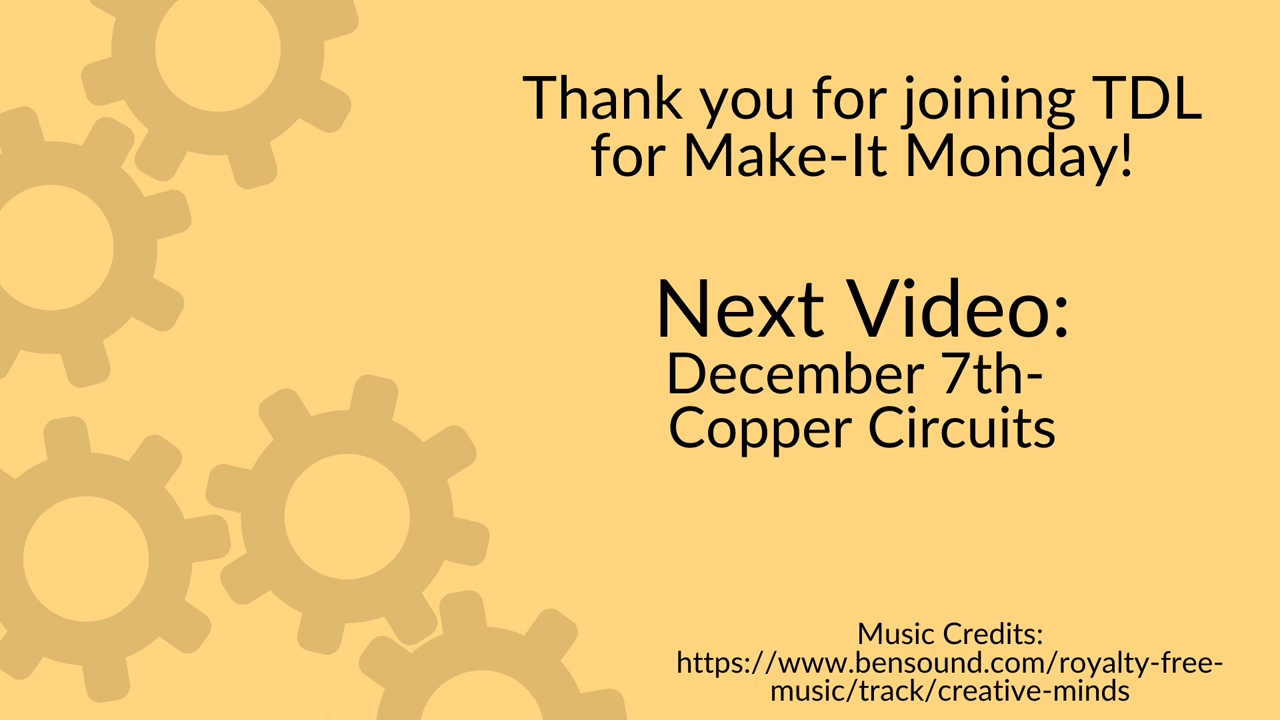 Thank you for joining TDL
for Make-It Monday!
Next Video:
December 7th-
Copper Circuits
Music Credits:
https://www.bensound.com/royalty-free-
music/track/creative-minds